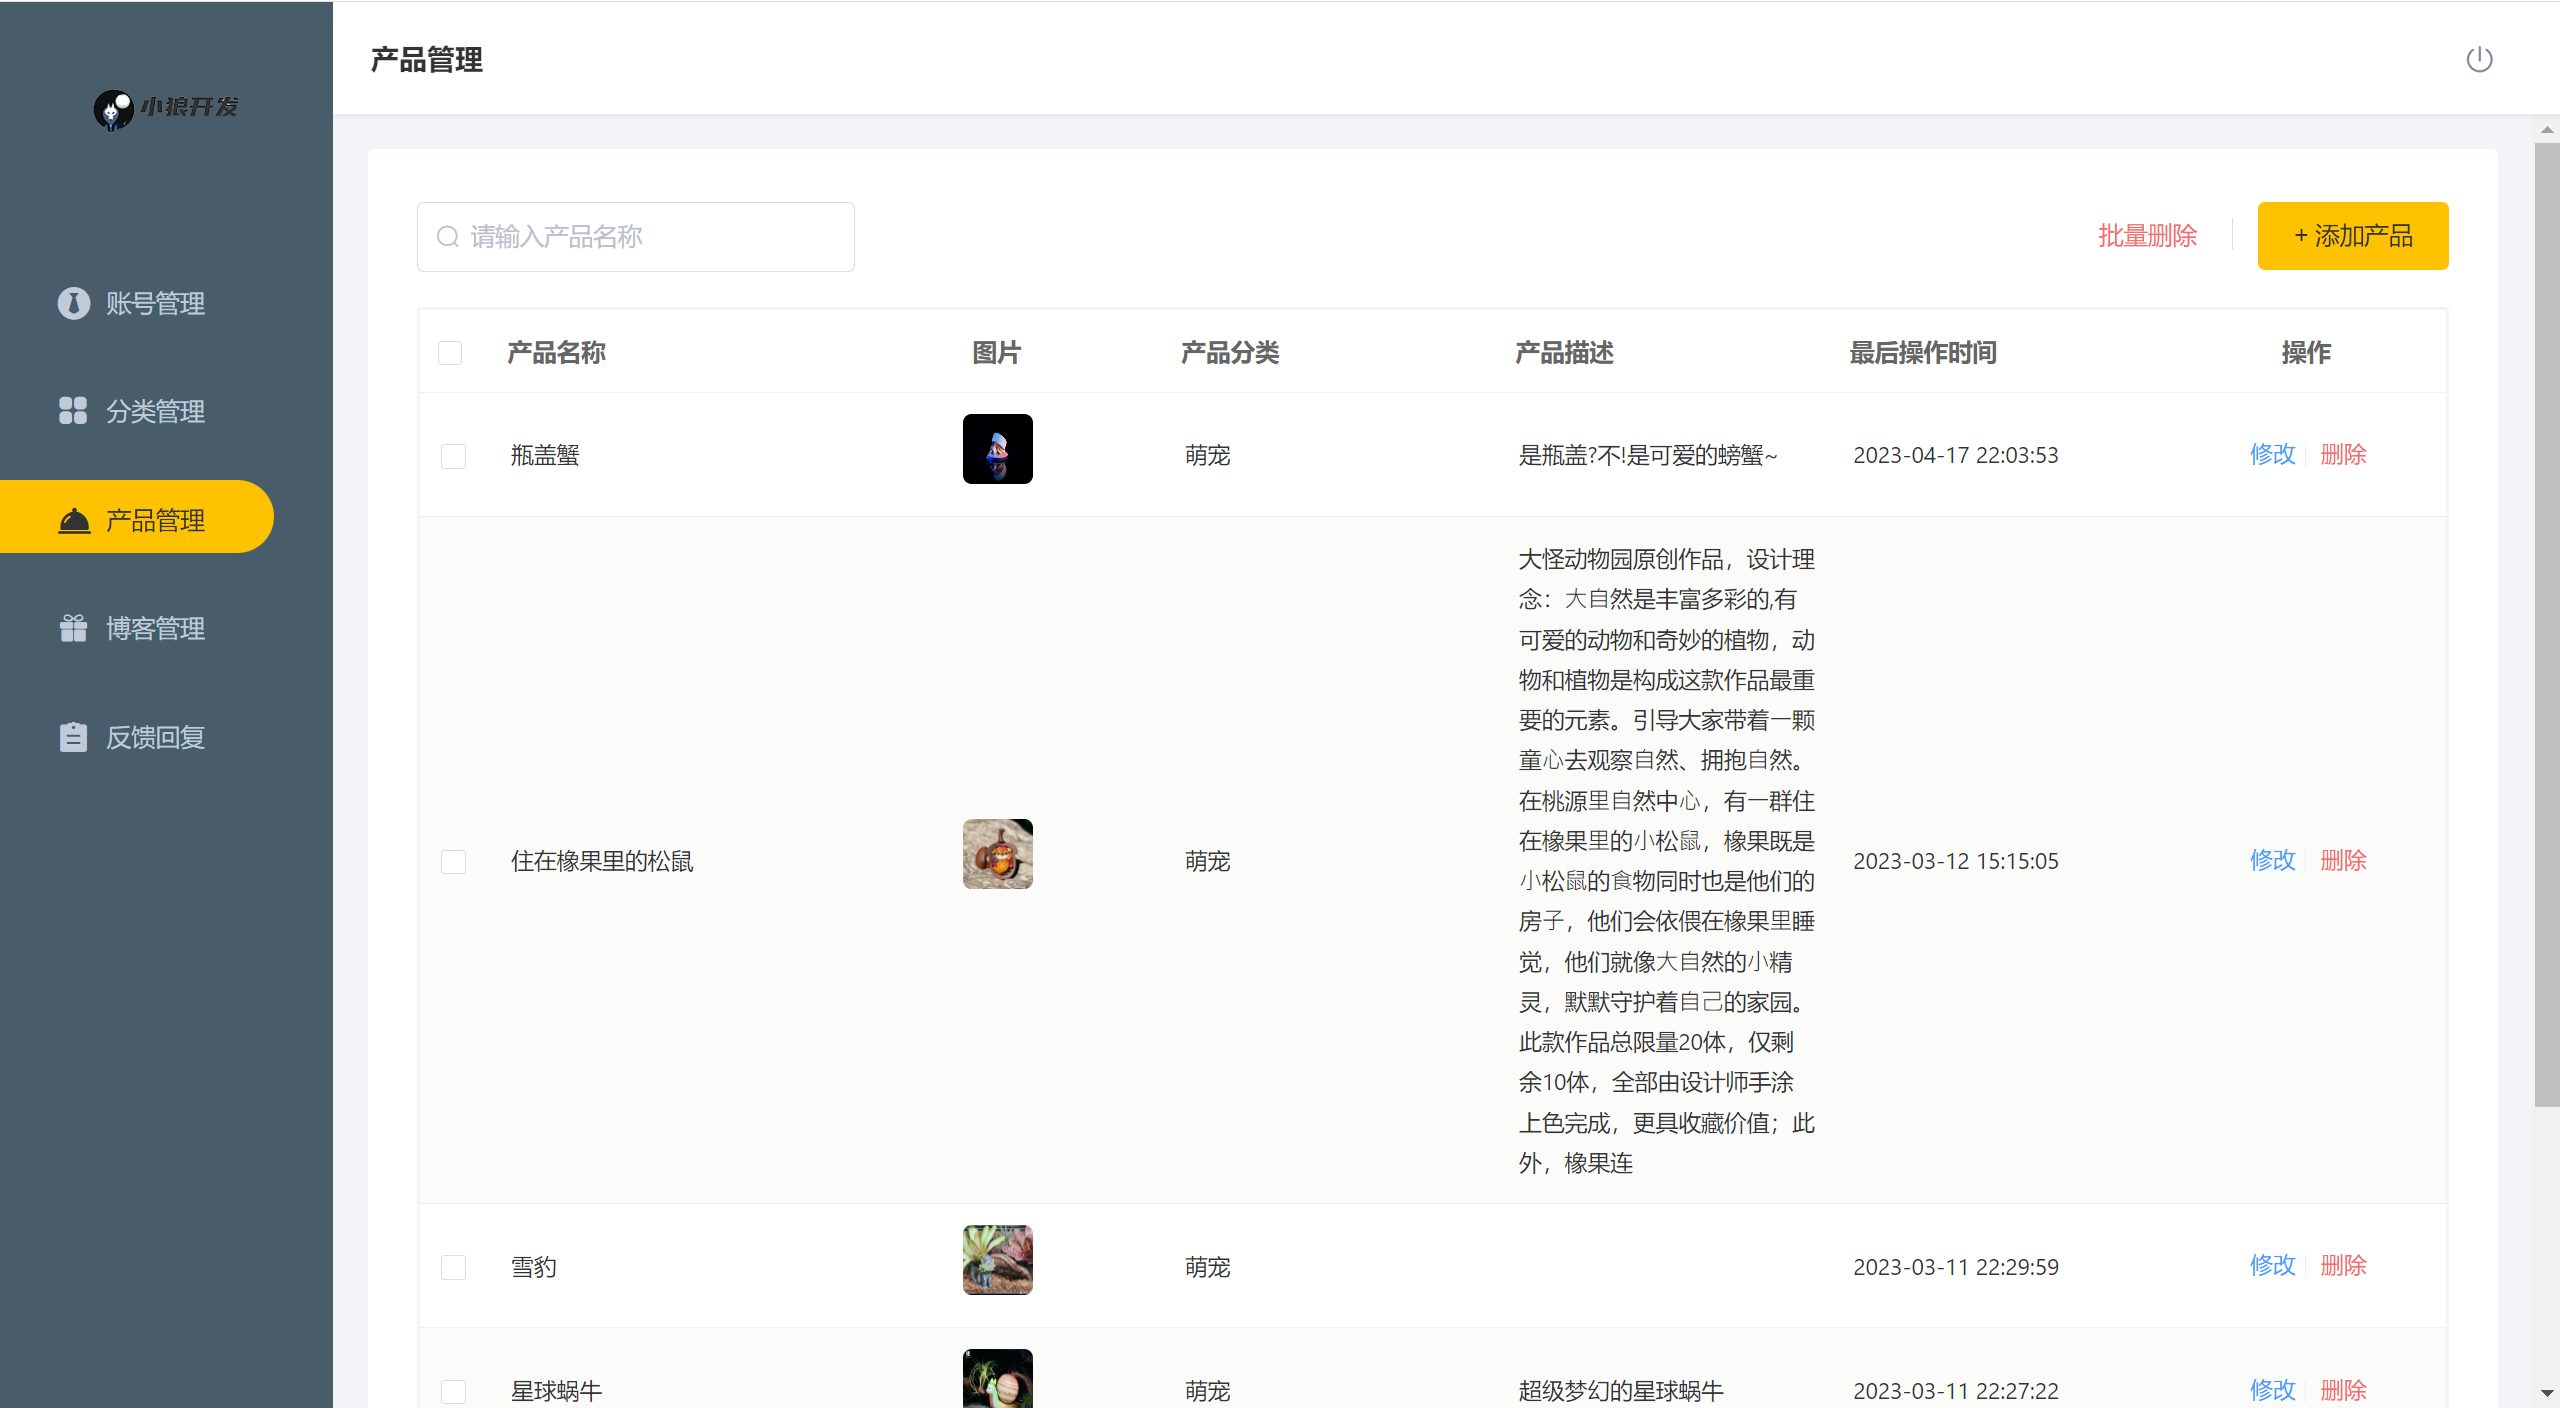 小狼开发
产品管理
账号管理
分类管理
产品管理
博客管理
反馈回复
请输入产品名称
批量删除
+ 添加产品
产品名称 图片 产品分类 产品描述 最后操作时间 操作
瓶盖蟹 萌宠 是瓶盖?不!是可爱的螃蟹~ 2023-04-17 22:03:53 修改 删除
大怪动物园原创作品，设计理
念：大自然是丰富多彩的,有
可爱的动物和奇妙的植物，动
物和植物是构成这款作品最重
要的元素。引导大家带着一颗
童心去观察自然、拥抱自然。
在桃源里自然中心，有一群住
在橡果里的小松鼠，橡果既是
住在橡果里的松鼠 萌宠 2023-03-12 15:15:05 修改 删除
小松鼠的食物同时也是他们的
房子，他们会依偎在橡果里睡
觉，他们就像大自然的小精
灵，默默守护着自己的家园。
此款作品总限量20体，仅剩
余10体，全部由设计师手涂
上色完成，更具收藏价值；此
外，橡果连
雪豹 萌宠 2023-03-11 22:29:59 修改 删除
星球蜗牛 萌宠 超级梦幻的星球蜗牛 2023-03-11 22:27:22 修改 删除